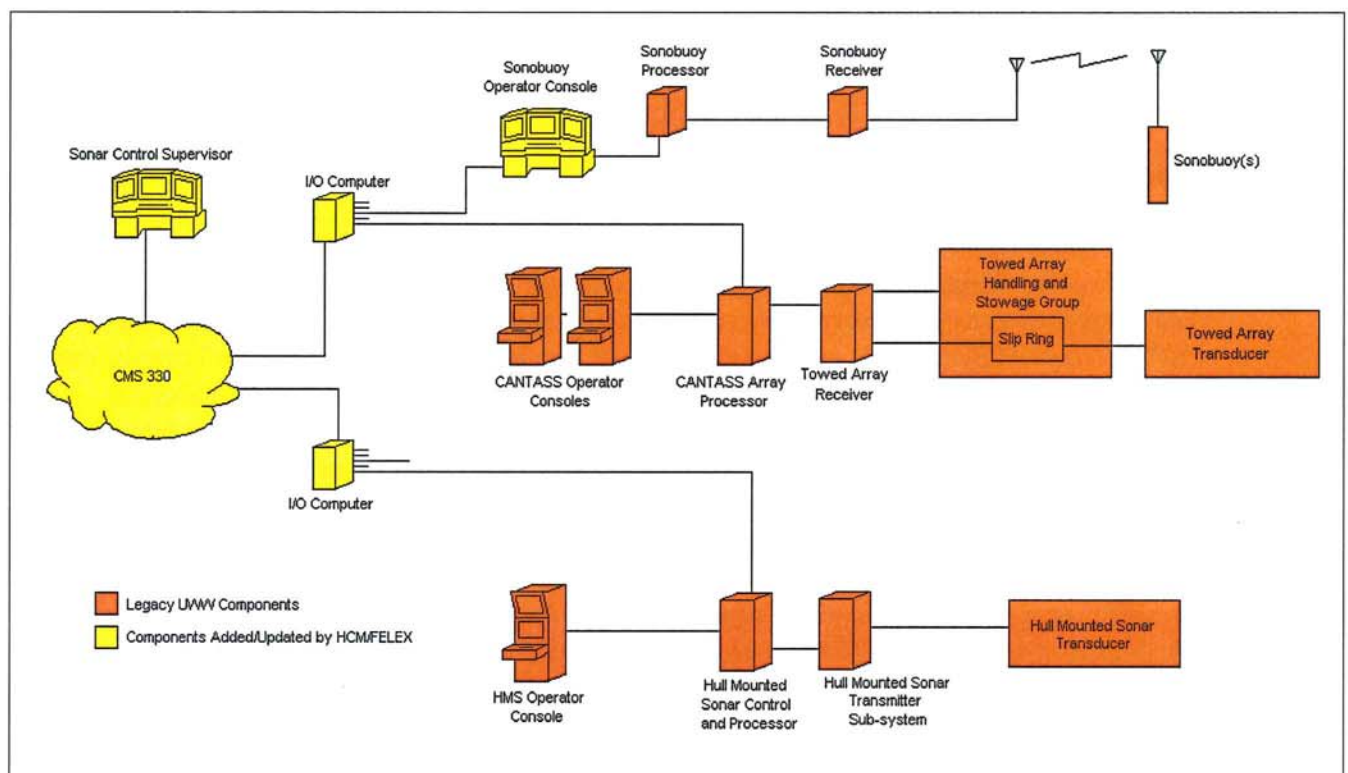 Sonobuoy
Processor
Sonobuoy
Receiver
Sonobuoy
Operator Console
Sonobuoy(s)
Sonar Control Supervisor
I/O Computer
Towed Array
Handling and
Stowage Group
Slip Ring
Towed Array
Transducer
CMS 330
CANTASS Operator
Consoles
CANTASS Array
Processor
Towed Array
Receiver
I/O Computer
Legacy UWW Components
Components Added/Updated by HCM/FELEX
HMS Operator
Console
Hull Mounted
Sonar Control
and Processor
Hull Mounted Sonar
Transmitter
Sub-system
Hull Mounted Sonar
Transducer